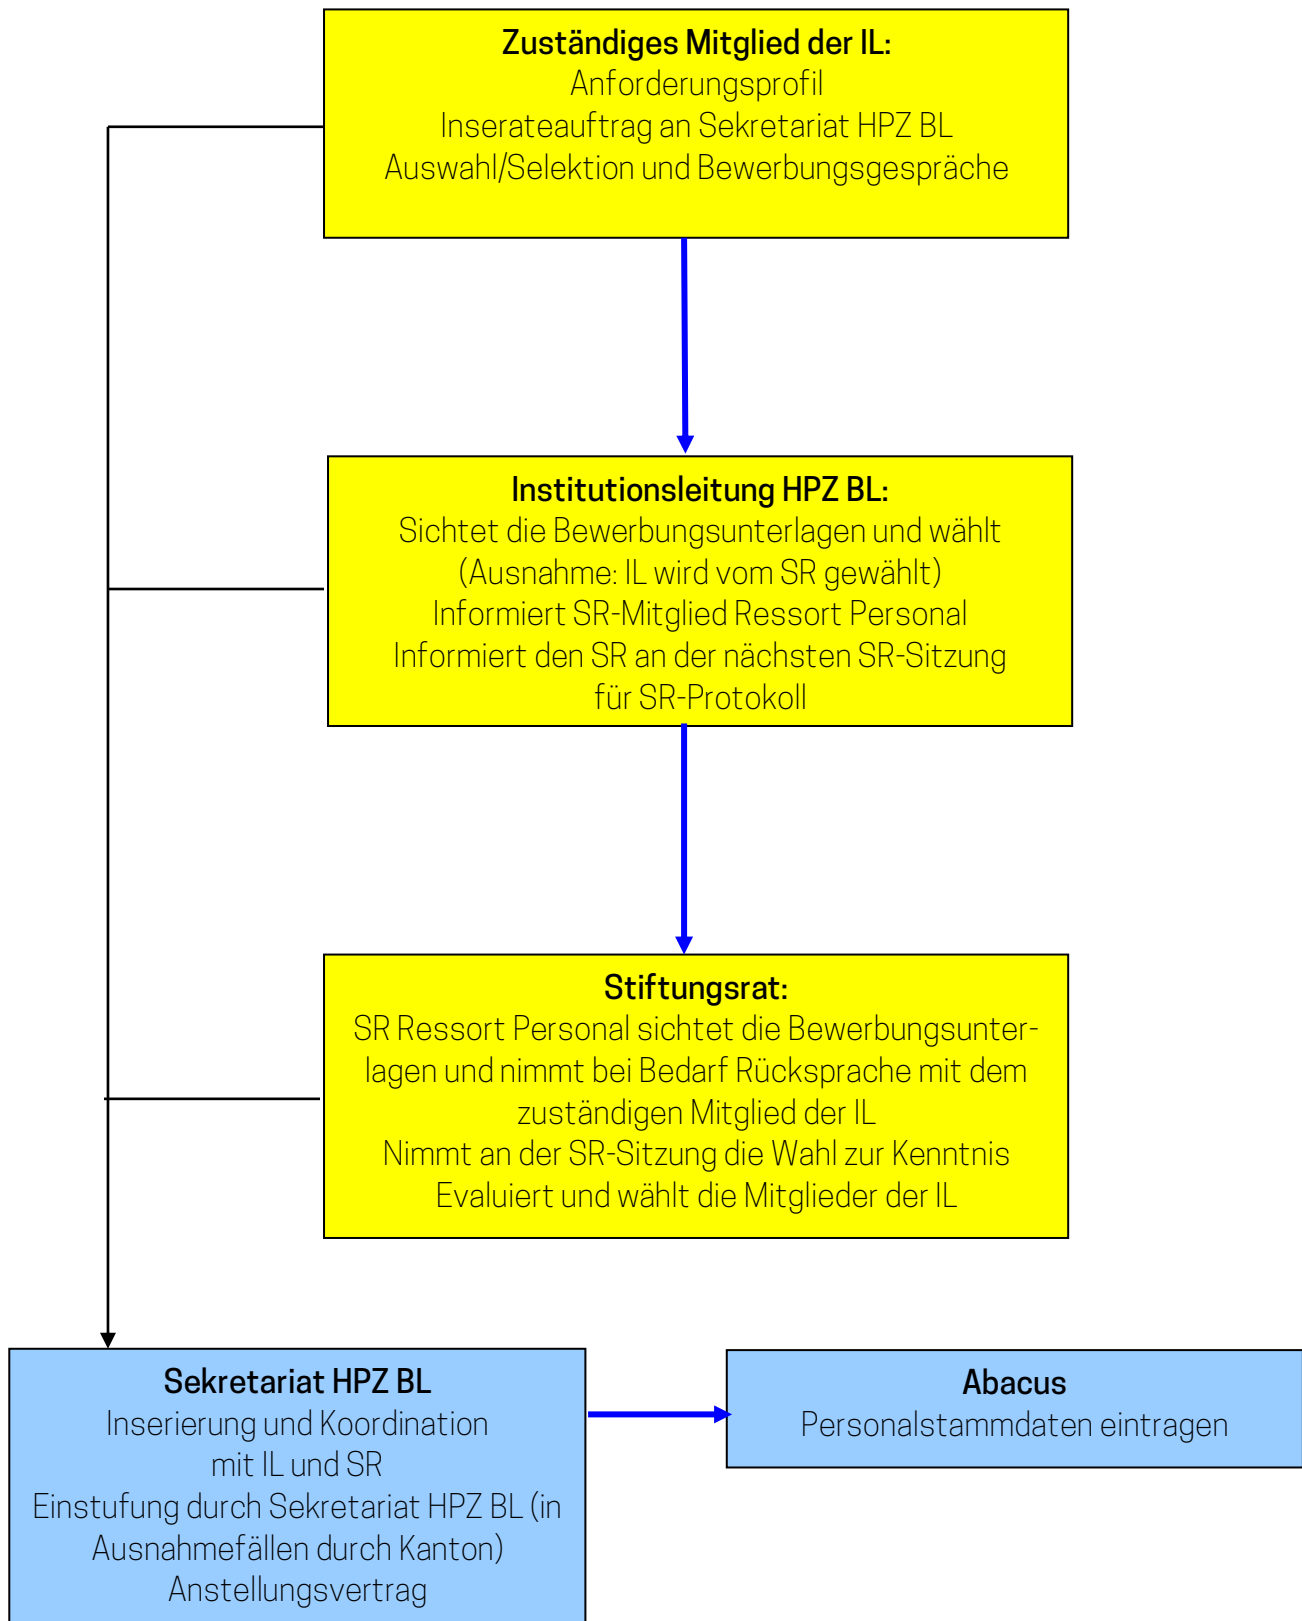 Zuständiges Mitglied der IL:
Anforderungsprofil
Inserateauftrag an Sekretariat HPZ BL
Auswahl/Selektion und Bewerbungsgespräche
Institutionsleitung HPZ BL:
Sichtet die Bewerbungsunterlagen und wählt
(Ausnahme: IL wird vom SR gewählt)
Informiert SR-Mitglied Ressort Personal
Informiert den SR an der nächsten SR-Sitzung
für SR-Protokoll
Stiftungsrat:
SR Ressort Personal sichtet die Bewerbungsunter-
lagen und nimmt bei Bedarf Rücksprache mit dem
zuständigen Mitglied der IL
Nimmt an der SR-Sitzung die Wahl zur Kenntnis
Evaluiert und wählt die Mitglieder der IL
Sekretariat HPZ BL
Inserierung und Koordination
mit IL und SR
Einstufung durch Sekretariat HPZ BL (in
Ausnahmefällen durch Kanton)
Anstellungsvertrag
Abacus
Personalstammdaten eintragen